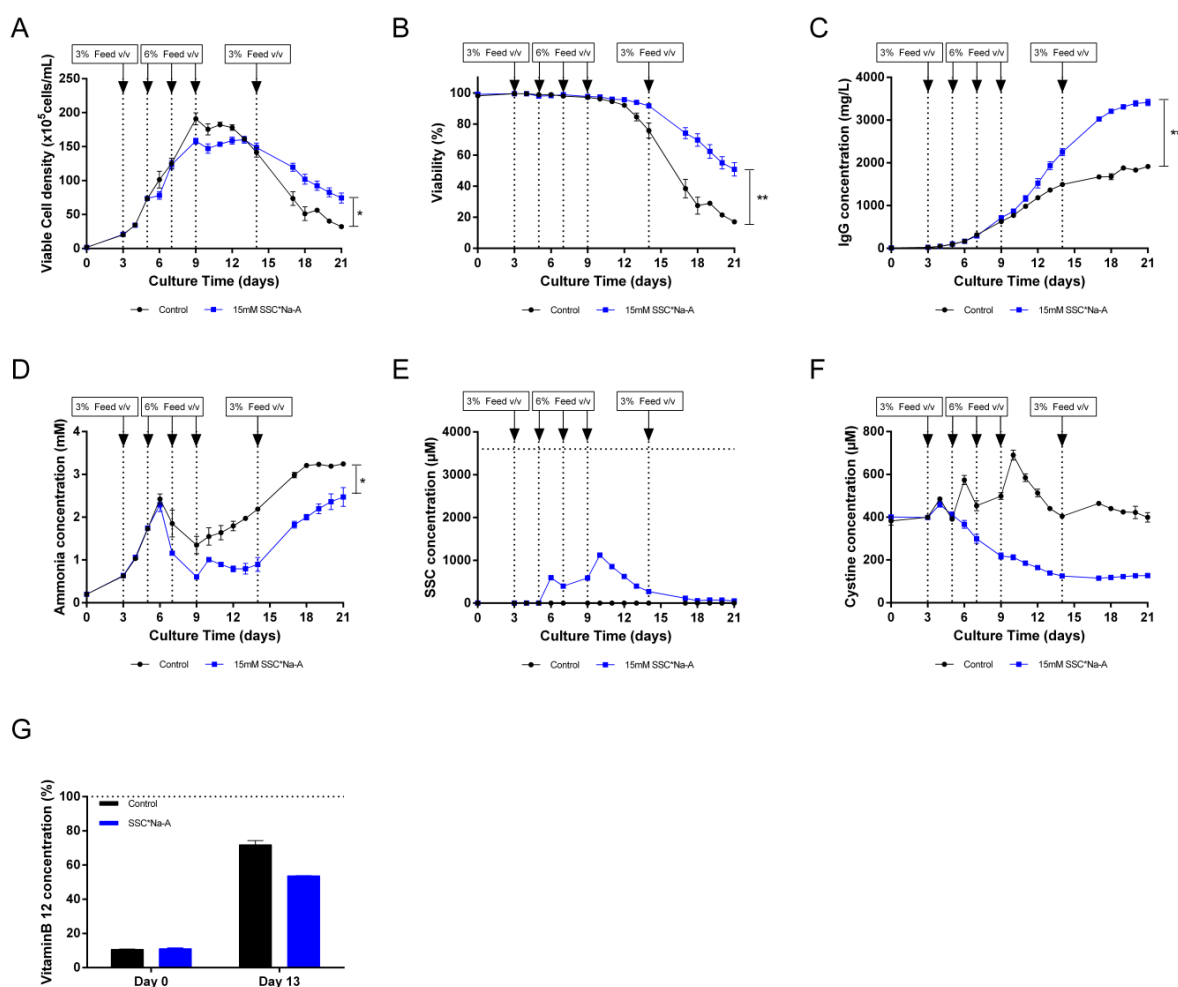 A
3% Feed v/v
6% Feed v/v
3% Feed v/v
Viable Cell density (x10⁵cells/mL)
250
200
150
100
50
0
0 3 6 9 12 15 18 21
*
Culture Time (days)
Control 15mM SSC*Na-A
B
3% Feed v/v
6% Feed v/v
3% Feed v/v
Viability (%)
100
80
60
40
20
0
0 3 6 9 12 15 18 21
**
Culture Time (days)
Control 15mM SSC*Na-A
C
3% Feed v/v
6% Feed v/v
3% Feed v/v
IgG concentration (mg/L)
4000
3000
2000
1000
0
0 3 6 9 12 15 18 21
Culture Time (days)
Control 15mM SSC*Na-A
D
3% Feed v/v
6% Feed v/v
3% Feed v/v
Ammonia concentration (mM)
4
3
2
1
0
0 3 6 9 12 15 18 21
*
Culture Time (days)
Control 15mM SSC*Na-A
E
3% Feed v/v
6% Feed v/v
3% Feed v/v
SSC concentration (µM)
4000
3000
2000
1000
0
0 3 6 9 12 15 18 21
Culture Time (days)
Control 15mM SSC*Na-A
F
3% Feed v/v
6% Feed v/v
3% Feed v/v
Cystine concentration (µM)
800
600
400
200
0
0 3 6 9 12 15 18 21
Culture Time (days)
Control 15mM SSC*Na-A
G
VitaminB 12 concentration (%)
100
80
60
40
20
0
Control
SSC*Na-A
Day 0 Day 13